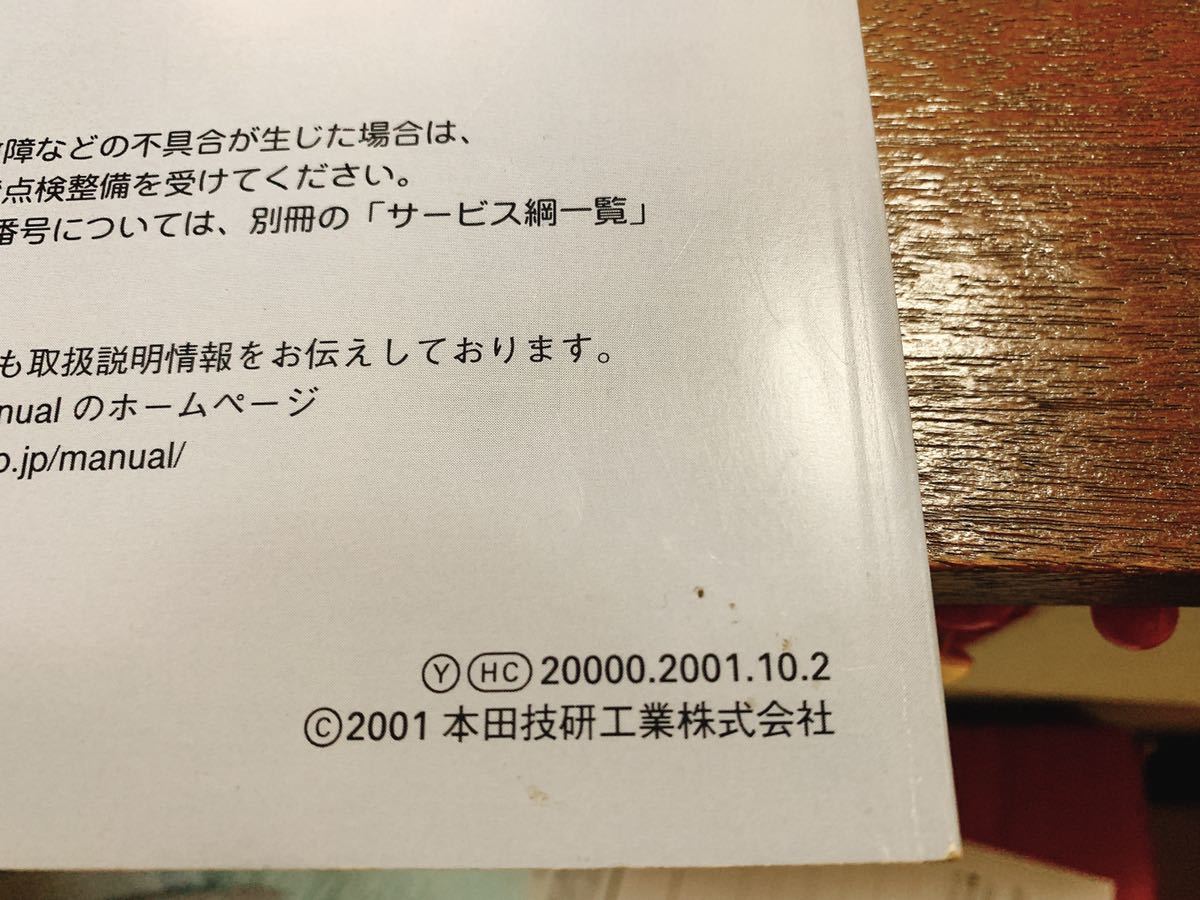 障などの不具合が生じた場合は、
点検整備を受けてください。
番号については、別冊の「サービス網一覧」
も取扱説明情報をお伝えしております。
nual のホームページ
o.jp/manual/
Ⓨ HC 20000.2001.10.2
©2001 本田技研工業株式会社